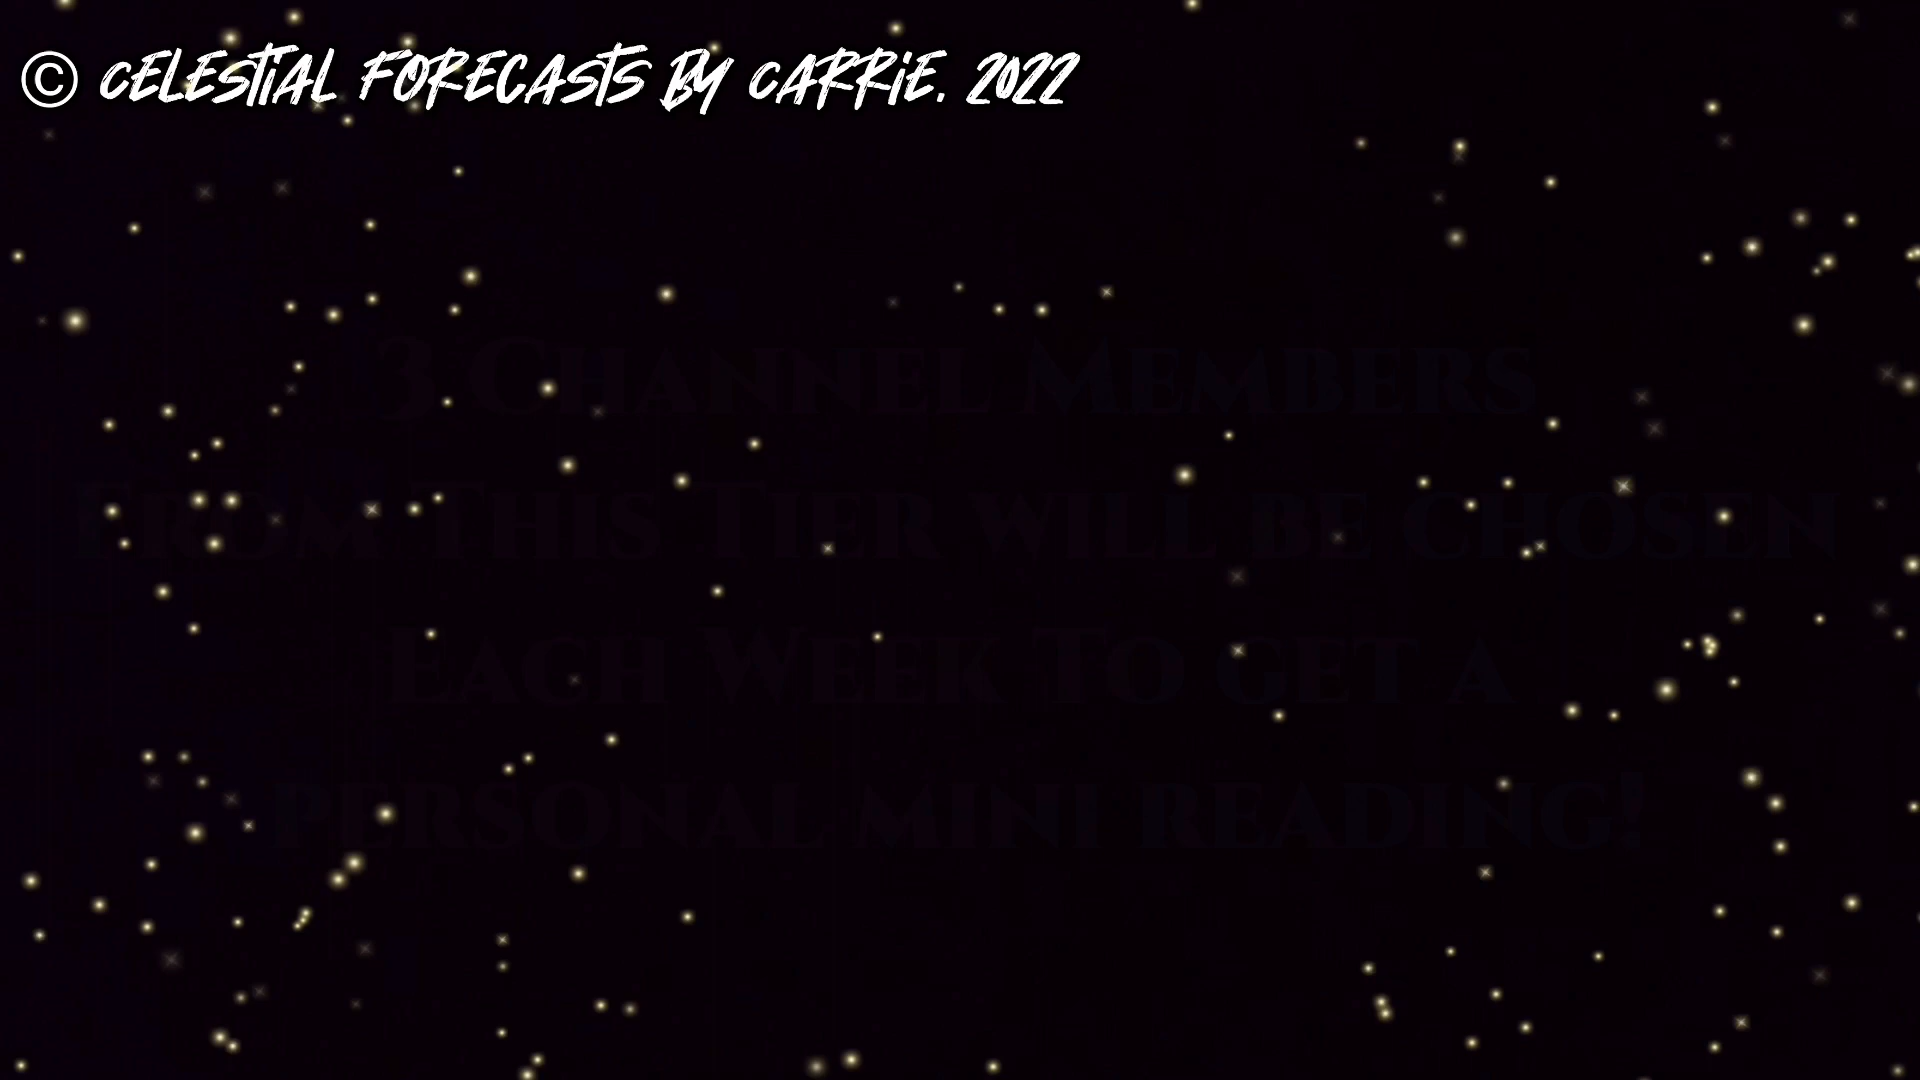 © CELESTIAL FORECASTS BY CARRIE. 2022
3 Channel Members
From This Tier will be chosen
Each Week To get a
personal mini reading!